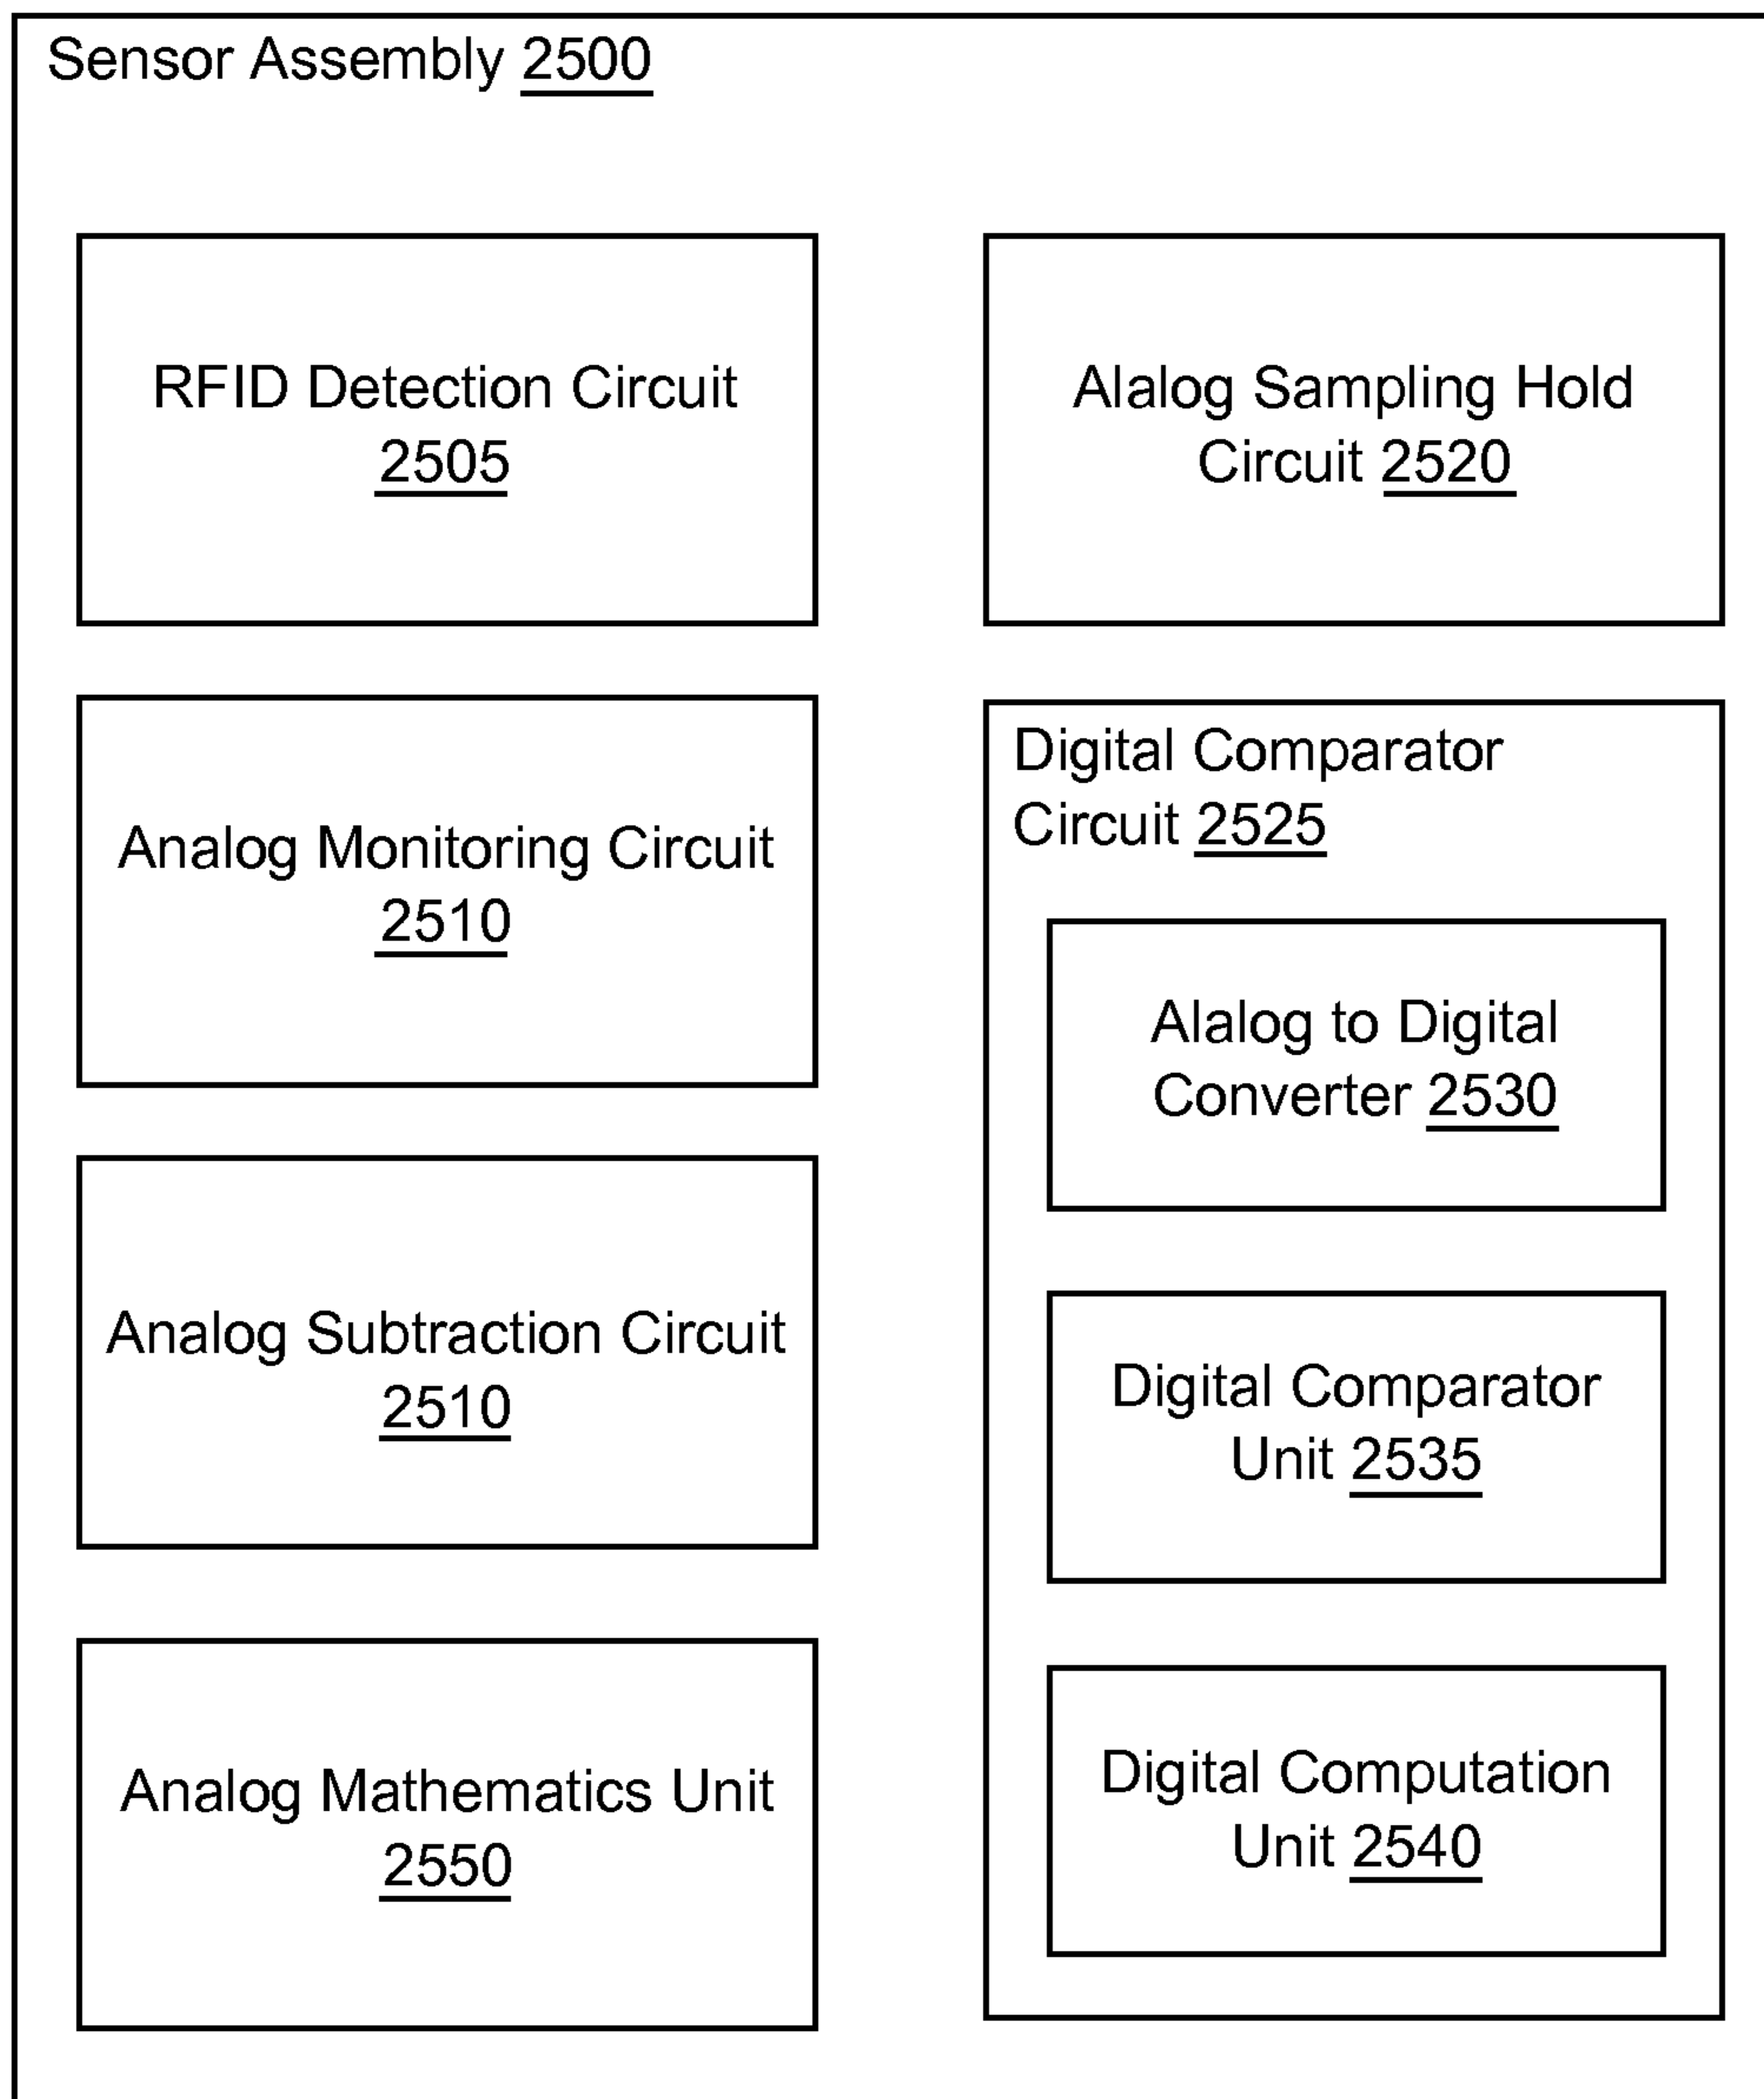 Sensor Assembly 2500
RFID Detection Circuit
2505
Analog Monitoring Circuit
2510
Analog Subtraction Circuit
2510
Analog Mathematics Unit
2550
Alalog Sampling Hold
Circuit 2520
Digital Comparator
Circuit 2525
Alalog to Digital
Converter 2530
Digital Comparator
Unit 2535
Digital Computation
Unit 2540